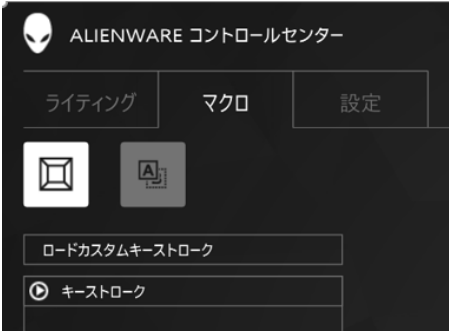 ALIENWARE コントロールセンター
ライティング マクロ 設定
A
ロードカスタムキーストローク
キーストローク